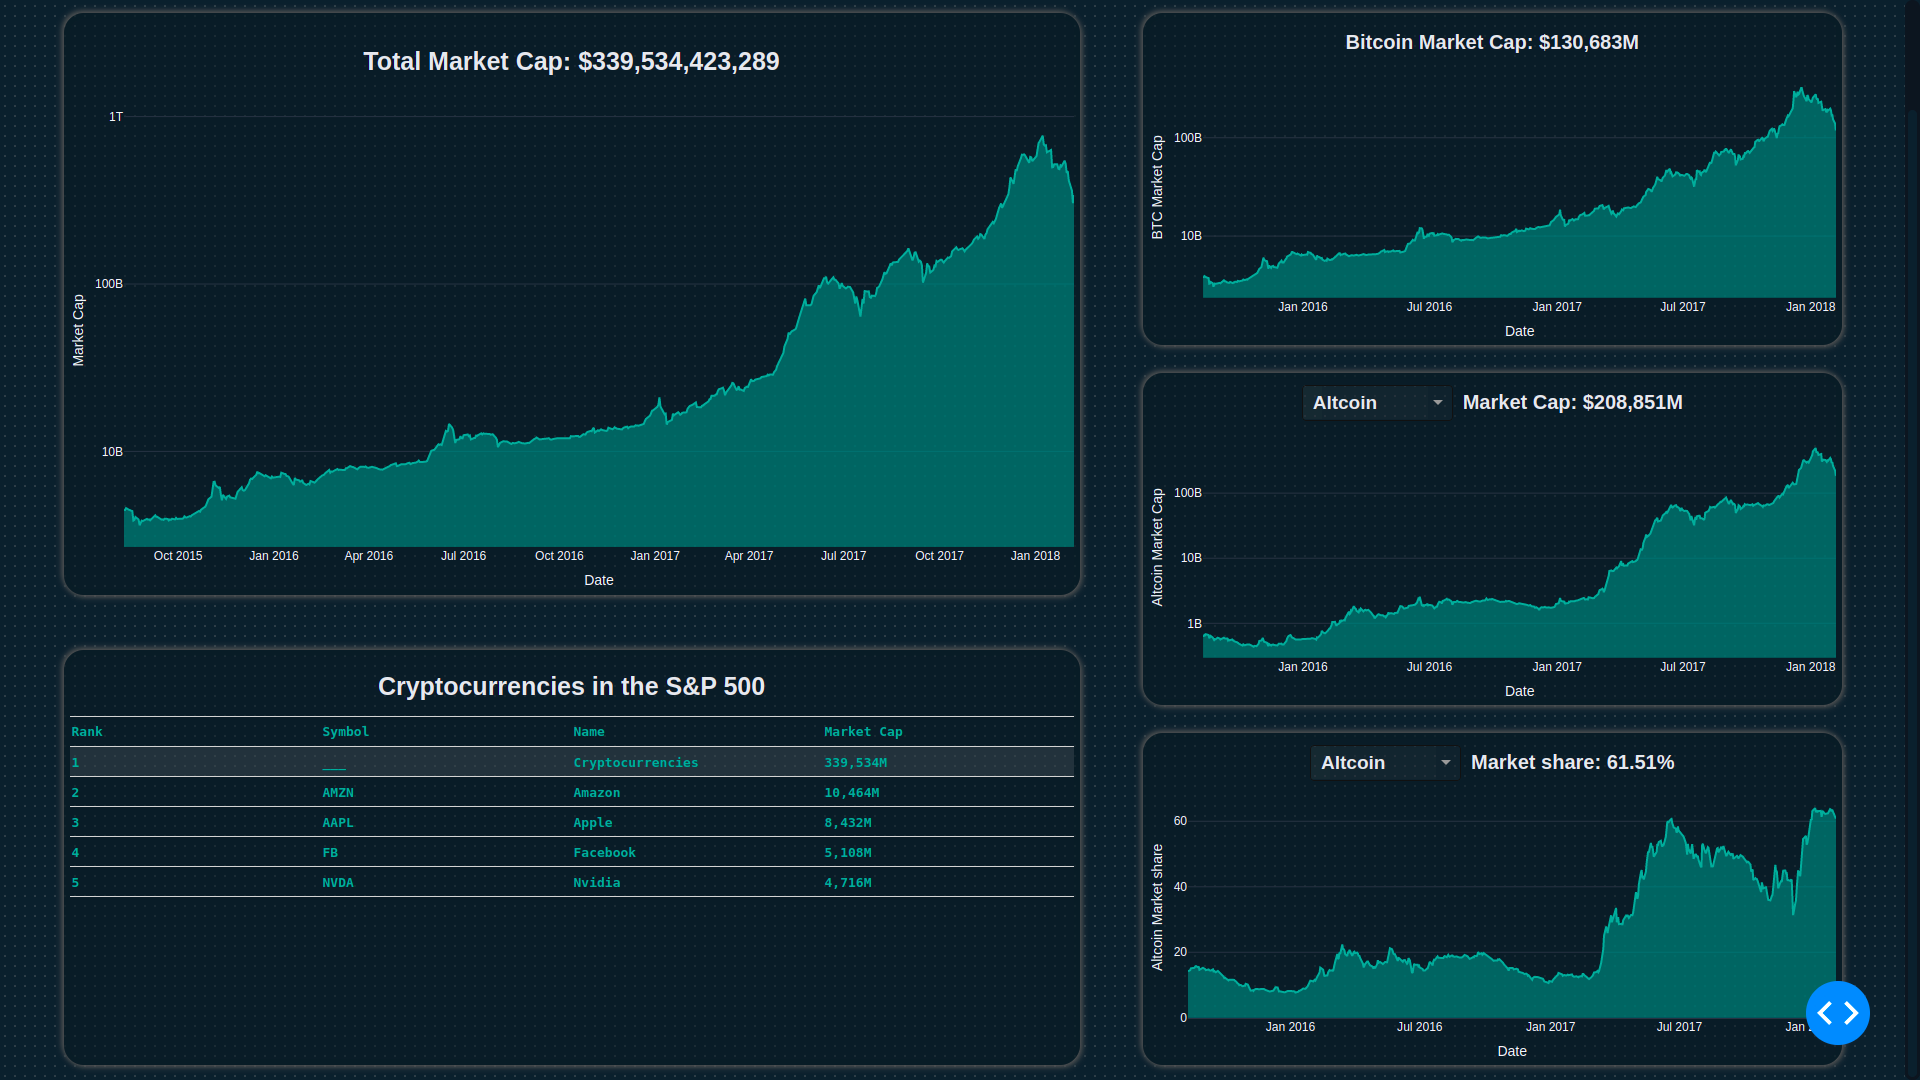 Total Market Cap: $339,534,423,289
1T
100B
10B
Market Cap
Oct 2015 Jan 2016 Apr 2016 Jul 2016 Oct 2016 Jan 2017 Apr 2017 Jul 2017 Oct 2017 Jan 2018
Date
Cryptocurrencies in the S&P 500
Rank Symbol Name Market Cap
1 ___ Cryptocurrencies 339,534M
2 AMZN Amazon 10,464M
3 AAPL Apple 8,432M
4 FB Facebook 5,108M
5 NVDA Nvidia 4,716M
Bitcoin Market Cap: $130,683M
100B
10B
BTC Market Cap
Jan 2016 Jul 2016 Jan 2017 Jul 2017 Jan 2018
Date
Altcoin Market Cap: $208,851M
100B
10B
1B
Altcoin Market Cap
Jan 2016 Jul 2016 Jan 2017 Jul 2017 Jan 2018
Date
Altcoin Market share: 61.51%
60
40
20
0
Altcoin Market share
Jan 2016 Jul 2016 Jan 2017 Jul 2017 Jan
Date